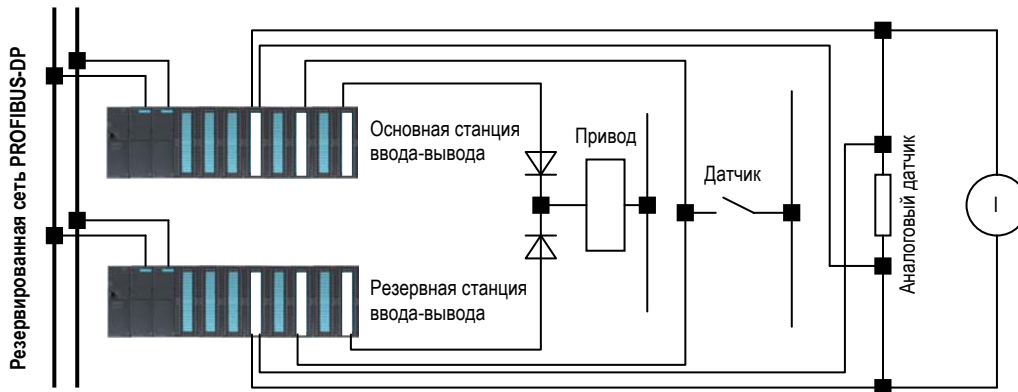 Резервированная сеть PROFIBUS-DP
Основная станция
ввода-вывода
Привод
Датчик
Аналоговый датчик
I
Резервная станция
ввода-вывода